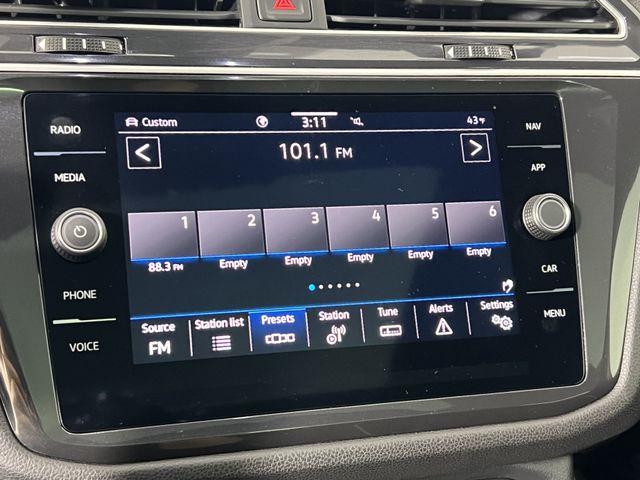 RADIO
MEDIA
PHONE
VOICE
Custom 3:11 43°F
101.1 FM
1 2 3 4 5 6
88.3 FM Empty Empty Empty Empty Empty
Source Station list Presets Station Tune Alerts Settings
FM
NAV
APP
CAR
MENU